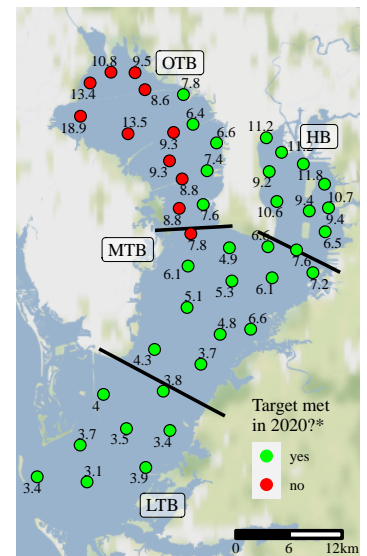 10.8 9.5
OTB
13.4 8.6 7.8
18.9 13.5 6.4
9.3 6.6
11.2
HB
11.2
9.3 7.4 9.2 11.8
8.8
8.8 7.6 10.6 9.4 10.7
9.4
MTB 7.8 6.6 6.5
4.9 7.6
6.1 5.3 6.1 7.2
5.1
4.8 6.6
4.3 3.7
3.8
4
3.7 3.5 3.4
3.4 3.1 3.9
LTB
Target met
in 2020?*
yes
no
0 6 12km